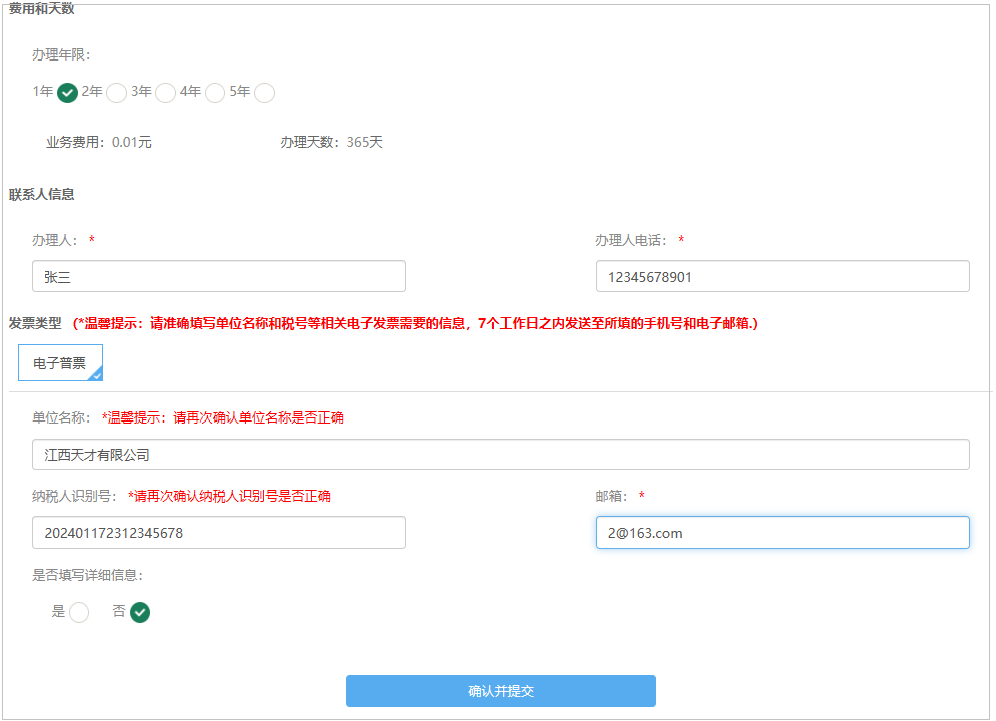 费用和天数
办理年限：
1年 2年 3年 4年 5年
业务费用：0.01元 办理天数：365天
联系人信息
办理人： * 办理人电话： *
张三 12345678901
发票类型 (*温馨提示：请准确填写单位名称和税号等相关电子发票需要的信息，7个工作日之内发送至所填的手机号和电子邮箱.)
电子普票
单位名称： *温馨提示；请再次确认单位名称是否正确
江西天才有限公司
纳税人识别号： *请再次确认纳税人识别号是否正确 邮箱： *
202401172312345678 2@163.com
是否填写详细信息：
是 否
确认并提交